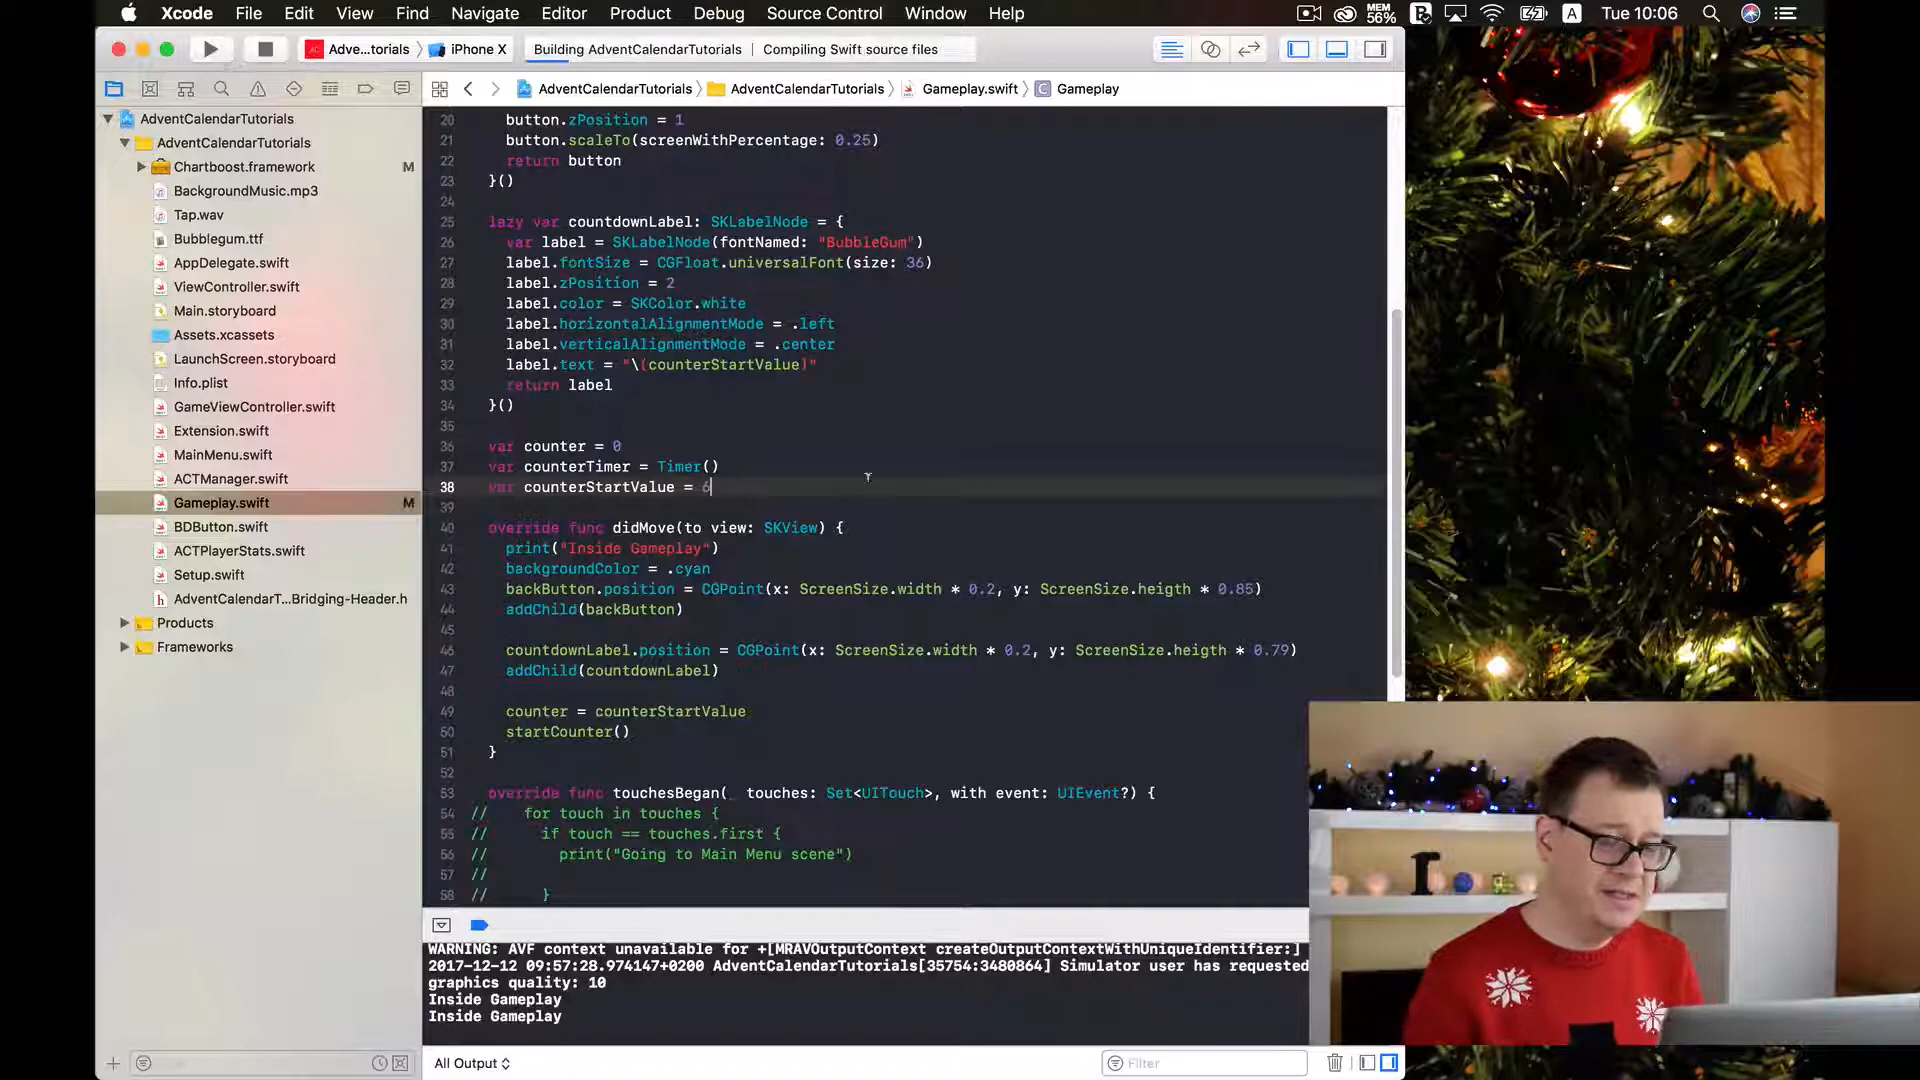 Xcode File Edit View Find Navigate Editor Product Debug Source Control Window Help MEM 56% A Tue 10:06
Adve...torials iPhone X Building AdventCalendarTutorials Compiling Swift source files
AdventCalendarTutorials AdventCalendarTutorials Gameplay.swift C Gameplay
AdventCalendarTutorials
AdventCalendarTutorials
Chartboost.framework M
BackgroundMusic.mp3
Tap.wav
Bubblegum.ttf
AppDelegate.swift
ViewController.swift
Main.storyboard
Assets.xcassets
LaunchScreen.storyboard
Info.plist
GameViewController.swift
Extension.swift
MainMenu.swift
ACTManager.swift
Gameplay.swift M
BDButton.swift
ACTPlayerStats.swift
Setup.swift
h AdventCalendarT...Bridging-Header.h
Products
Frameworks
20 button.zPosition = 1
21 button.scaleTo(screenWithPercentage: 0.25)
22 return button
23 }()
24
25 lazy var countdownLabel: SKLabelNode = {
26 var label = SKLabelNode(fontNamed: "BubbleGum")
27 label.fontSize = CGFloat.universalFont(size: 36)
28 label.zPosition = 2
29 label.color = SKColor.white
30 label.horizontalAlignmentMode = .left
31 label.verticalAlignmentMode = .center
32 label.text = "\(counterStartValue)"
33 return label
34 }()
35
36 var counter = 0
37 var counterTimer = Timer()
38 var counterStartValue = 6
39
40 override func didMove(to view: SKView) {
41 print("Inside Gameplay")
42 backgroundColor = .cyan
43 backButton.position = CGPoint(x: ScreenSize.width * 0.2, y: ScreenSize.heigth * 0.85)
44 addChild(backButton)
45
46 countdownLabel.position = CGPoint(x: ScreenSize.width * 0.2, y: ScreenSize.heigth * 0.79)
47 addChild(countdownLabel)
48
49 counter = counterStartValue
50 startCounter()
51 }
52
53 override func touchesBegan(_ touches: Set<UITouch>, with event: UIEvent?) {
54 // for touch in touches {
55 // if touch == touches.first {
56 // print("Going to Main Menu scene")
57 //
58 // }
WARNING: AVF context unavailable for +[MRAVOutputContext createOutputContextWithUniqueIdentifier:]
2017-12-12 09:57:28.974147+0200 AdventCalendarTutorials[35754:3480864] Simulator user has requested
graphics quality: 10
Inside Gameplay
Inside Gameplay
All Output Filter